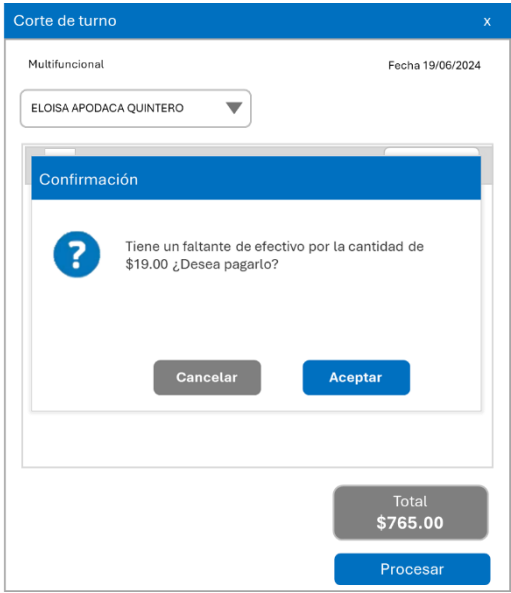 Corte de turno x
Multifuncional Fecha 19/06/2024
ELOISA APODACA QUINTERO
Confirmación
?
Tiene un faltante de efectivo por la cantidad de
$19.00 ¿Desea pagarlo?
Cancelar Aceptar
Total
$765.00
Procesar